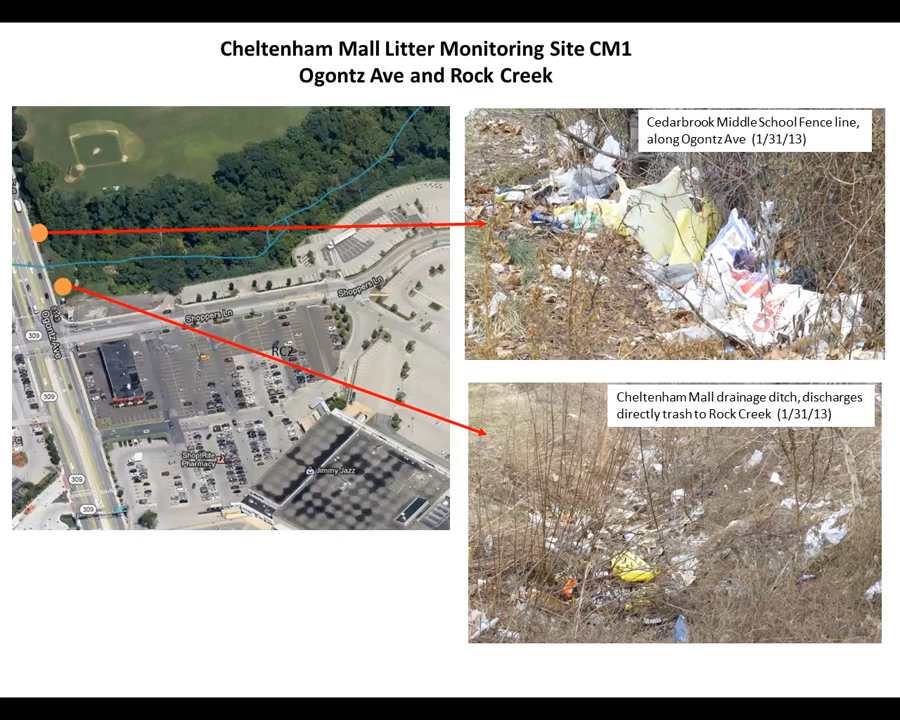 Cheltenham Mall Litter Monitoring Site CM1
Ogontz Ave and Rock Creek
Cedarbrook Middle School Fence line,
along Ogontz Ave (1/31/13)
Shoppers Ln
Shoppers Ln
Ogontz Ave
309
RC2
309
Cheltenham Mall drainage ditch, discharges
directly trash to Rock Creek (1/31/13)
ShopRite
Pharmacy
Jimmy Jazz
309
309